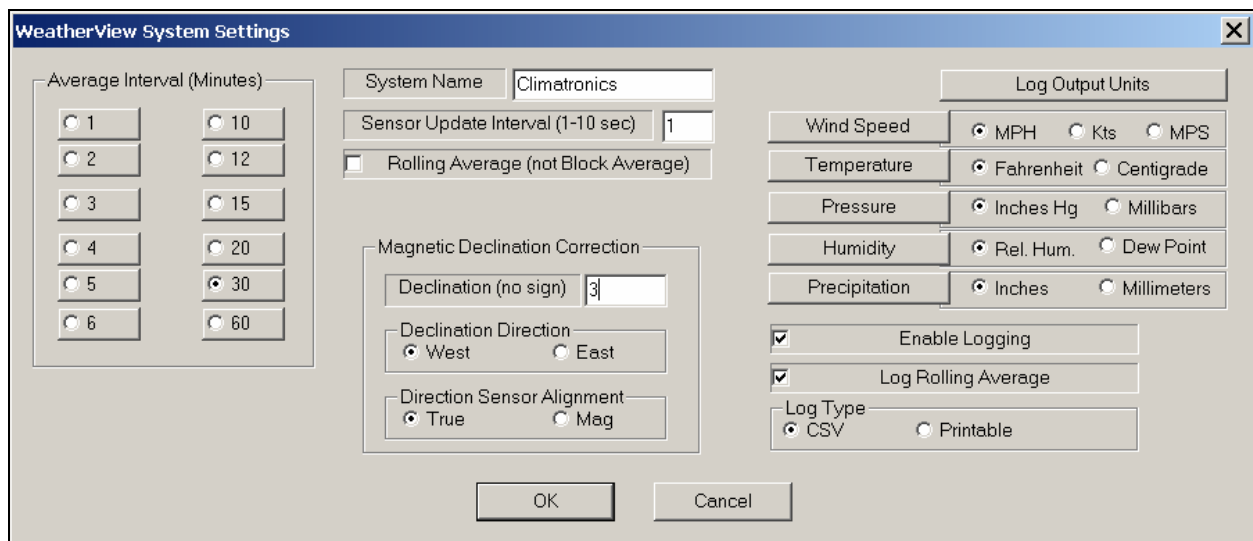 WeatherView System Settings
Average Interval (Minutes)
1
10
2
12
3
15
4
20
5
30
6
60
System Name
Climatronics
Sensor Update Interval (1-10 sec)
1
Rolling Average (not Block Average)
Magnetic Declination Correction
Declination (no sign)
3
Declination Direction
West
East
Direction Sensor Alignment
True
Mag
Log Output Units
Wind Speed
MPH
Kts
MPS
Temperature
Fahrenheit
Centigrade
Pressure
Inches Hg
Millibars
Humidity
Rel. Hum.
Dew Point
Precipitation
Inches
Millimeters
Enable Logging
Log Rolling Average
Log Type
CSV
Printable
OK
Cancel